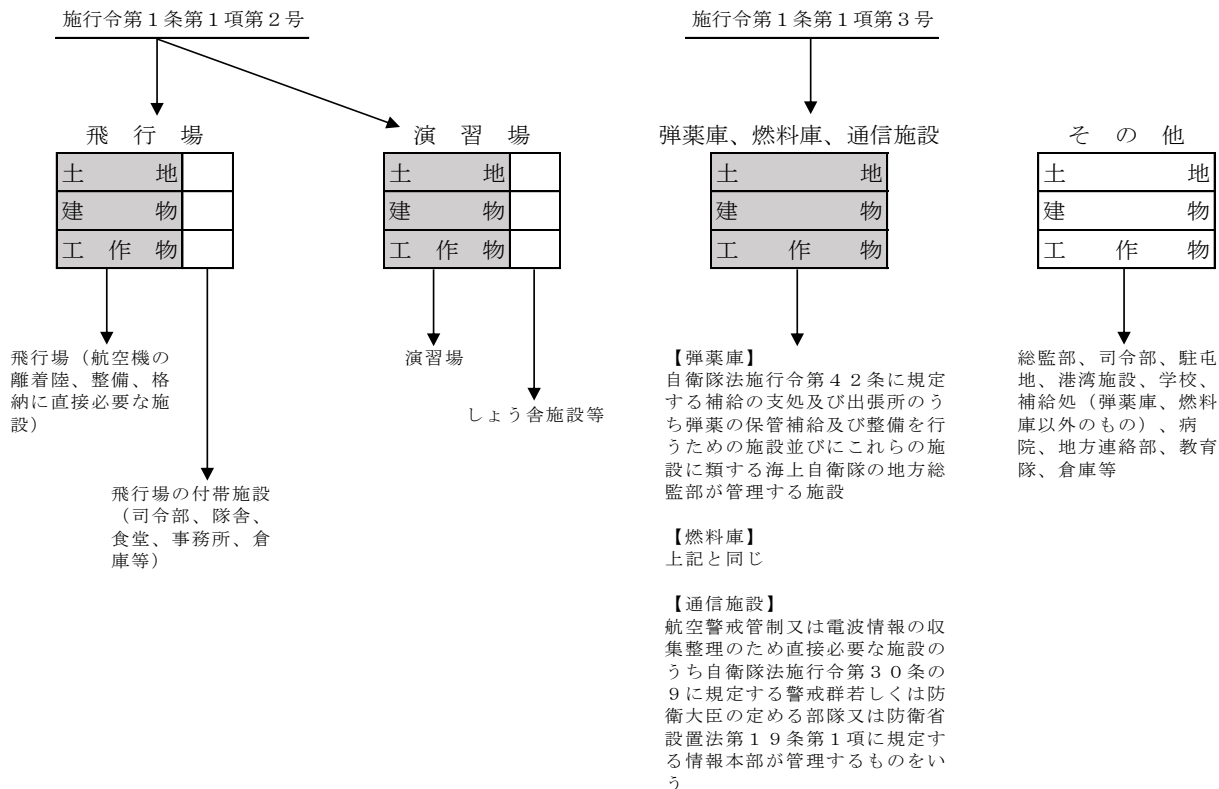 施行令第１条第１項第２号
飛行場
土地
建物
工作物
飛行場（航空機の
離着陸、整備、格
納に直接必要な施
設）
飛行場の付帯施設
（司令部、隊舎、
食堂、事務所、倉
庫等）
演習場
土地
建物
工作物
演習場
しょう舎施設等
施行令第１条第１項第３号
弾薬庫、燃料庫、通信施設
土地
建物
工作物
【弾薬庫】
自衛隊法施行令第４２条に規定
する補給の支処及び出張所のう
ち弾薬の保管補給及び整備を行
うための施設並びにこれらの施
設に類する海上自衛隊の地方総
監部が管理する施設
【燃料庫】
上記と同じ
【通信施設】
航空警戒管制又は電波情報の収
集整理のため直接必要な施設の
うち自衛隊法施行令第３０条の
９に規定する警戒群若しくは防
衛大臣の定める部隊又は防衛省
設置法第１９条第１項に規定す
る情報本部が管理するものをい
う
その他
土地
建物
工作物
総監部、司令部、駐屯
地、港湾施設、学校、
補給処（弾薬庫、燃料
庫以外のもの）、病
院、地方連絡部、教育
隊、倉庫等